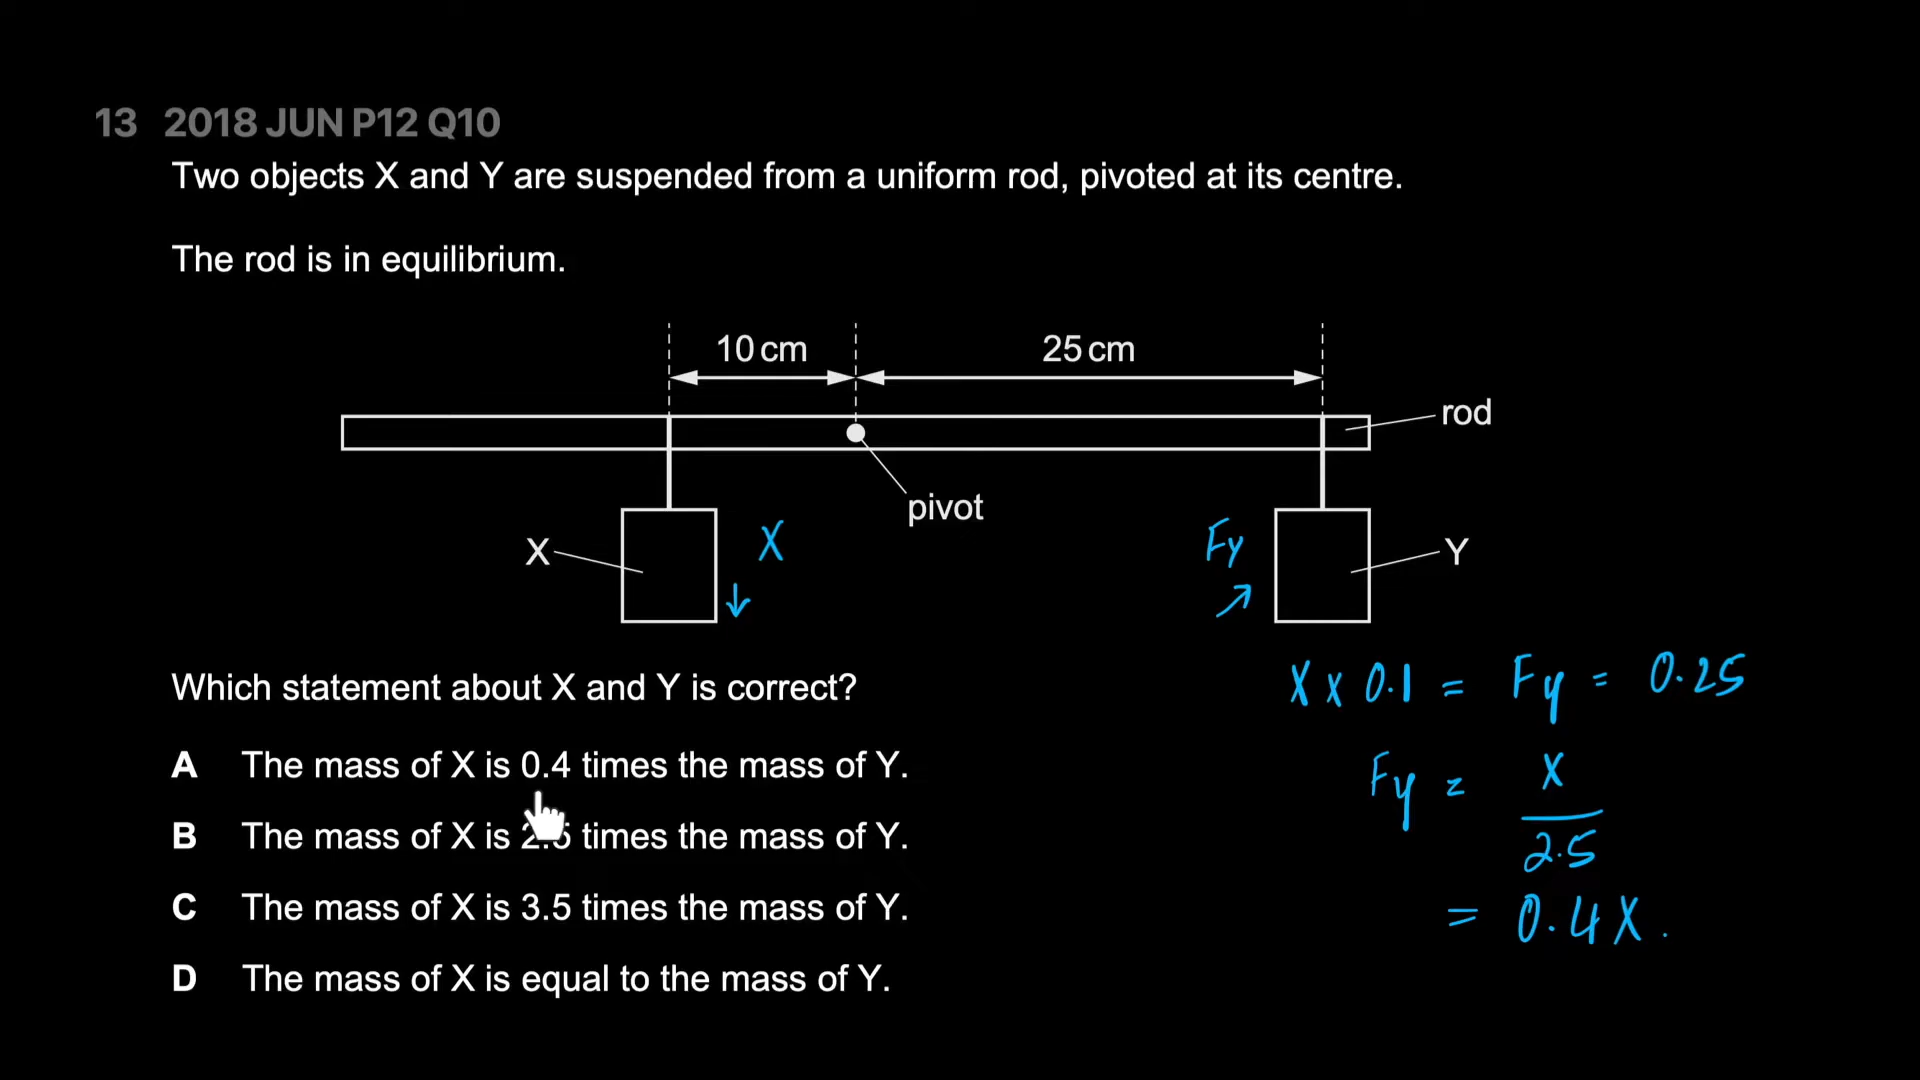 13 2018 JUN P12 Q10
Two objects X and Y are suspended from a uniform rod, pivoted at its centre.
The rod is in equilibrium.
10 cm
25 cm
rod
pivot
X
X
Fy
Y
Which statement about X and Y is correct?
X x 0.1 = Fy = 0.25
A The mass of X is 0.4 times the mass of Y.
Fy = X
2.5
B The mass of X is 2.5 times the mass of Y.
C The mass of X is 3.5 times the mass of Y.
= 0.4X.
D The mass of X is equal to the mass of Y.